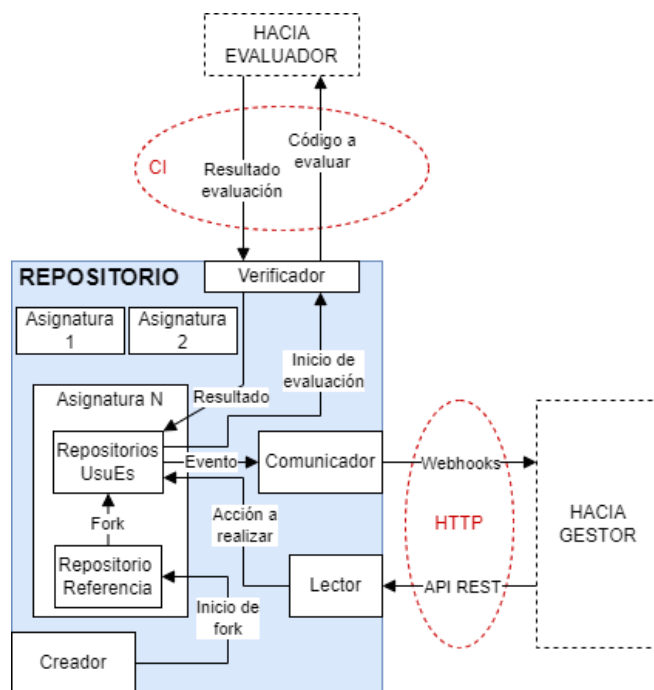 HACIA
EVALUADOR
CI
Código a
evaluar
Resultado
evaluación
REPOSITORIO
Verificador
Asignatura
1
Asignatura
2
Inicio de
evaluación
Asignatura N
Resultado
Repositorios
UsuEs
Evento
Comunicador
Webhooks
Fork
Acción a
realizar
HTTP
HACIA
GESTOR
Repositorio
Referencia
Lector
API REST
Inicio de
fork
Creador